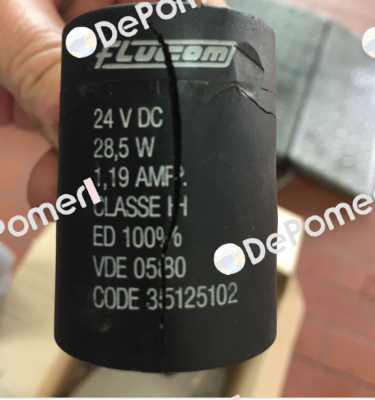 DePomeri
fLucom
24 V DC
28,5 W
1,19 AMP.
CLASSE H
DePomeri
ED 100%
DePomeri
VDE 0580
CODE 35125102